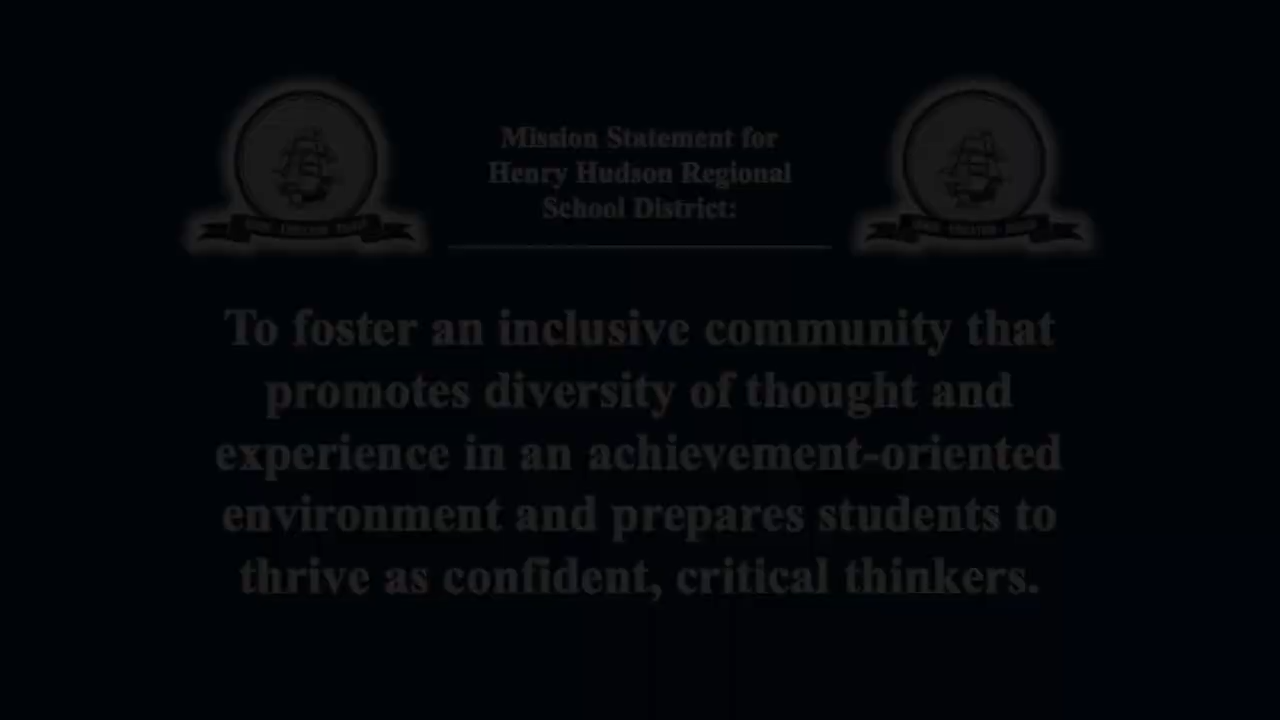 Mission Statement for
Henry Hudson Regional
School District:
To foster an inclusive community that
promotes diversity of thought and
experience in an achievement-oriented
environment and prepares students to
thrive as confident, critical thinkers.